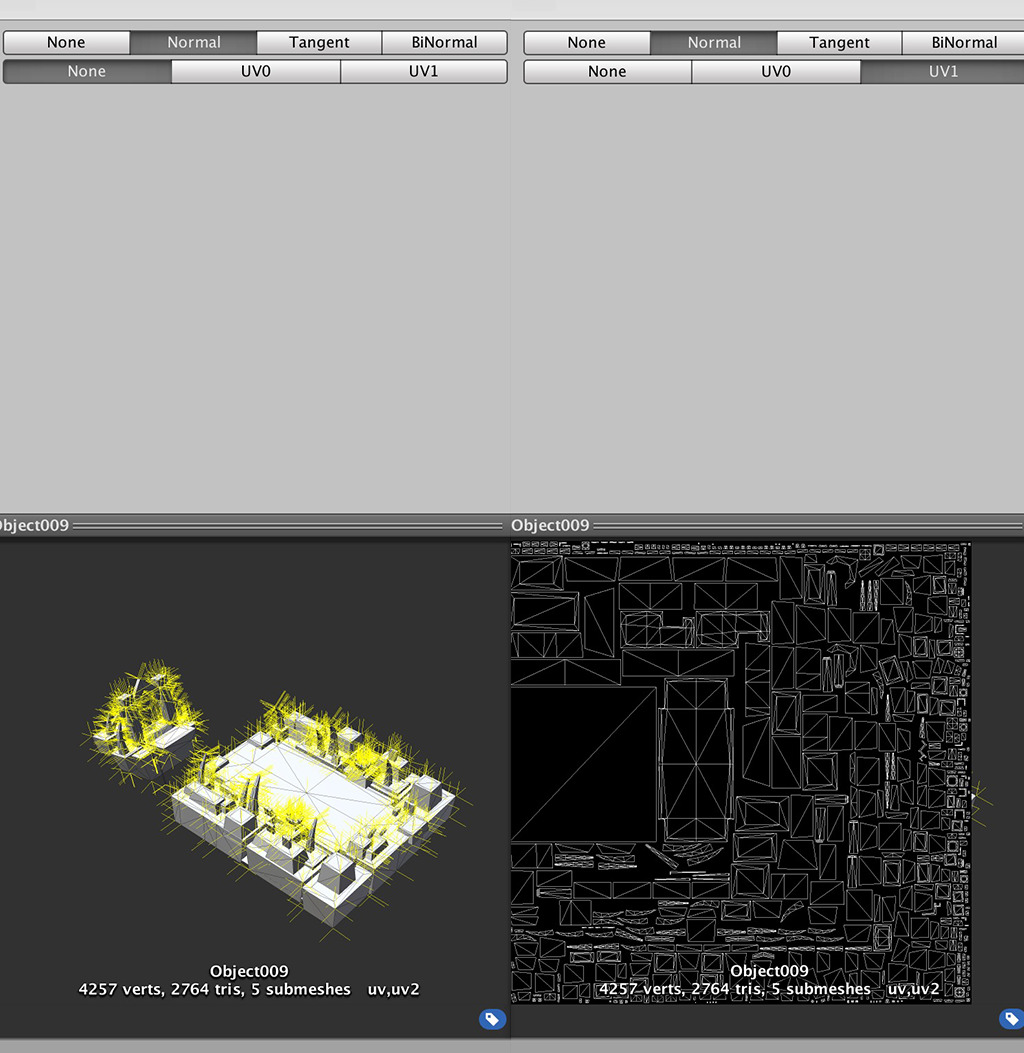 None Normal Tangent BiNormal
None UV0 UV1
Object009
Object009
4257 verts, 2764 tris, 5 submeshes uv,uv2
None Normal Tangent BiNormal
None UV0 UV1
Object009
Object009
4257 verts, 2764 tris, 5 submeshes uv,uv2